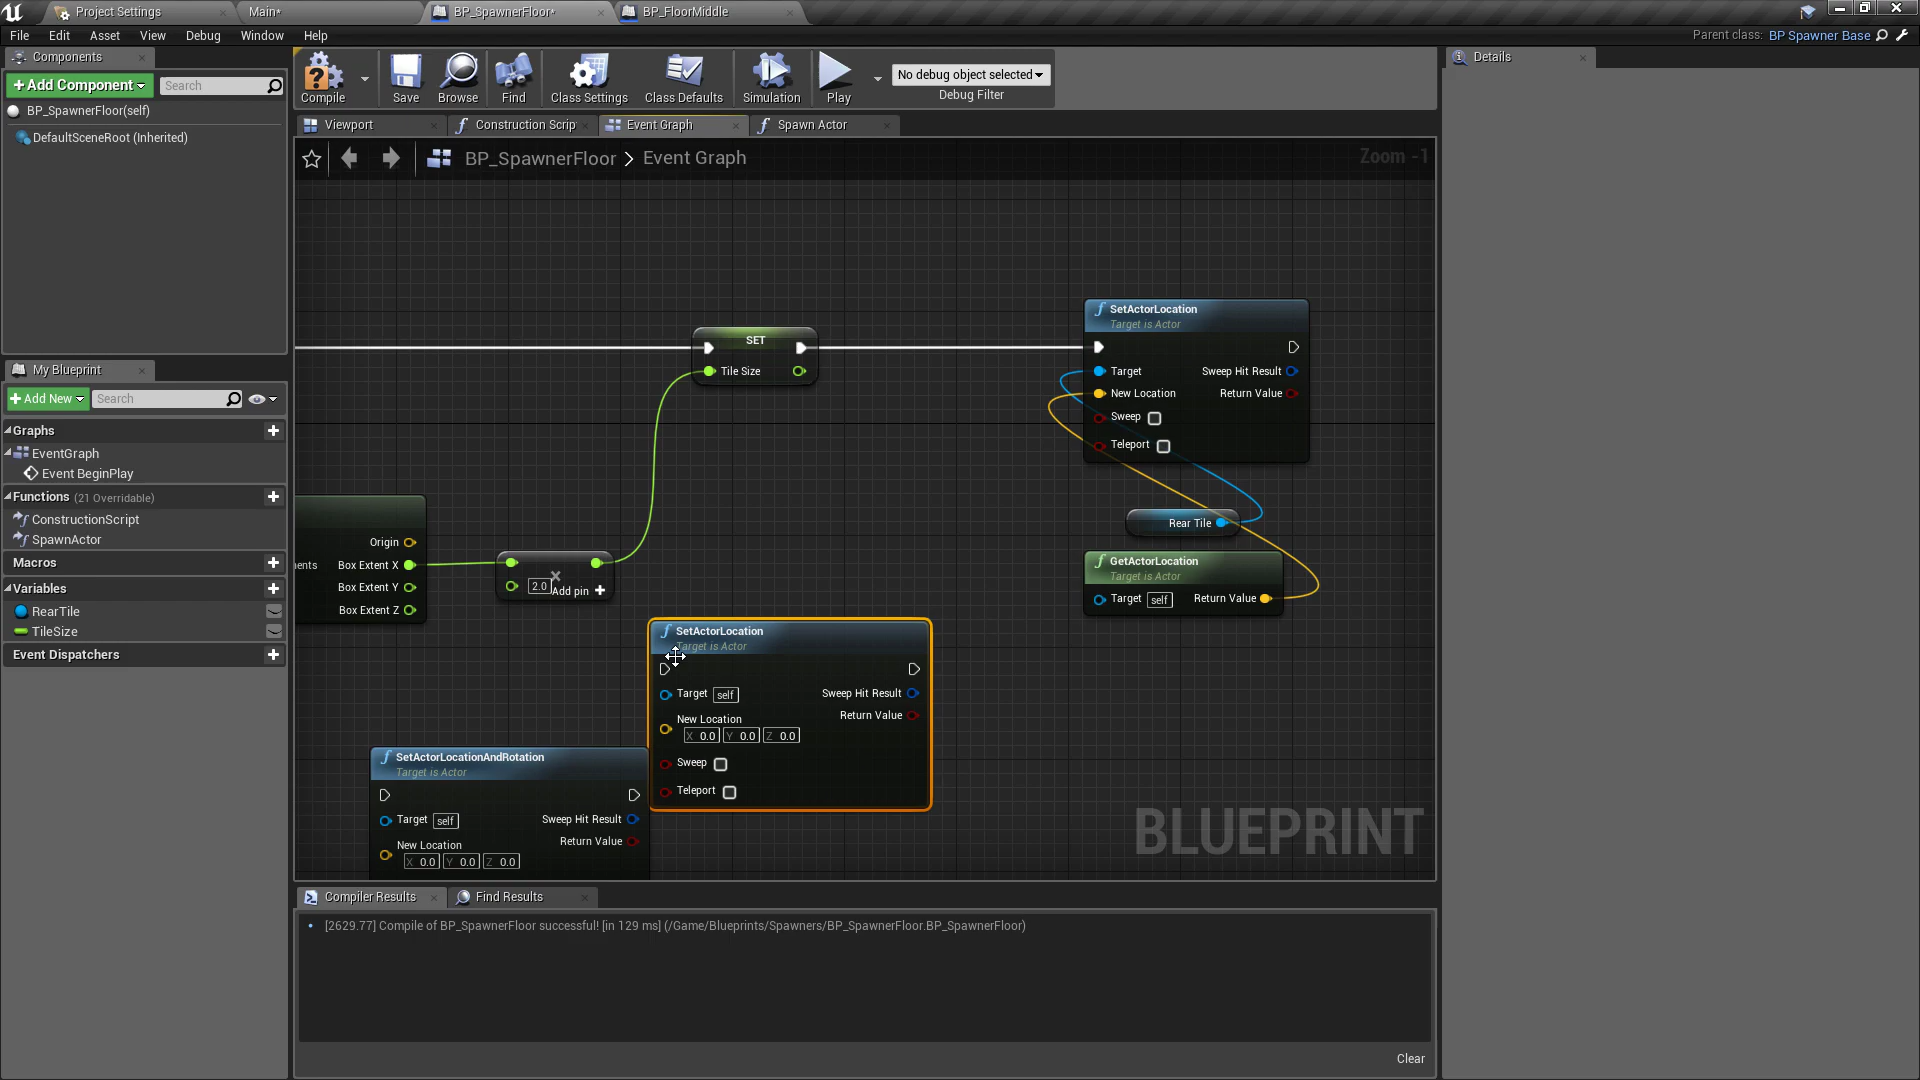 Project Settings
Main*
BP_SpawnerFloor*
BP_FloorMiddle
File
Edit
Asset
View
Debug
Window
Help
Parent class:
BP Spawner Base
Components
+Add Component
Search
BP_SpawnerFloor(self)
DefaultSceneRoot (Inherited)
Compile
Save
Browse
Find
Class Settings
Class Defaults
Simulation
Play
No debug object selected
Debug Filter
Details
Viewport
Construction Scrip
Event Graph
Spawn Actor
BP_SpawnerFloor > Event Graph
Zoom -1
My Blueprint
+Add New
Search
Graphs
EventGraph
Event BeginPlay
Functions (21 Overridable)
ConstructionScript
SpawnActor
Macros
Variables
RearTile
TileSize
Event Dispatchers
SET
Tile Size
SetActorLocation
Target is Actor
Target
Sweep Hit Result
New Location
Return Value
Sweep
Teleport
Rear Tile
GetActorLocation
Target is Actor
Target self
Return Value
Origin
nents
Box Extent X
Box Extent Y
Box Extent Z
2.0
Add pin +
SetActorLocation
Target is Actor
Target self
Sweep Hit Result
New Location
Return Value
X 0.0 Y 0.0 Z 0.0
Sweep
Teleport
SetActorLocationAndRotation
Target is Actor
Target self
Sweep Hit Result
New Location
Return Value
X 0.0 Y 0.0 Z 0.0
BLUEPRINT
Compiler Results
Find Results
[2629.77] Compile of BP_SpawnerFloor successful! [in 129 ms] (/Game/Blueprints/Spawners/BP_SpawnerFloor.BP_SpawnerFloor)
Clear